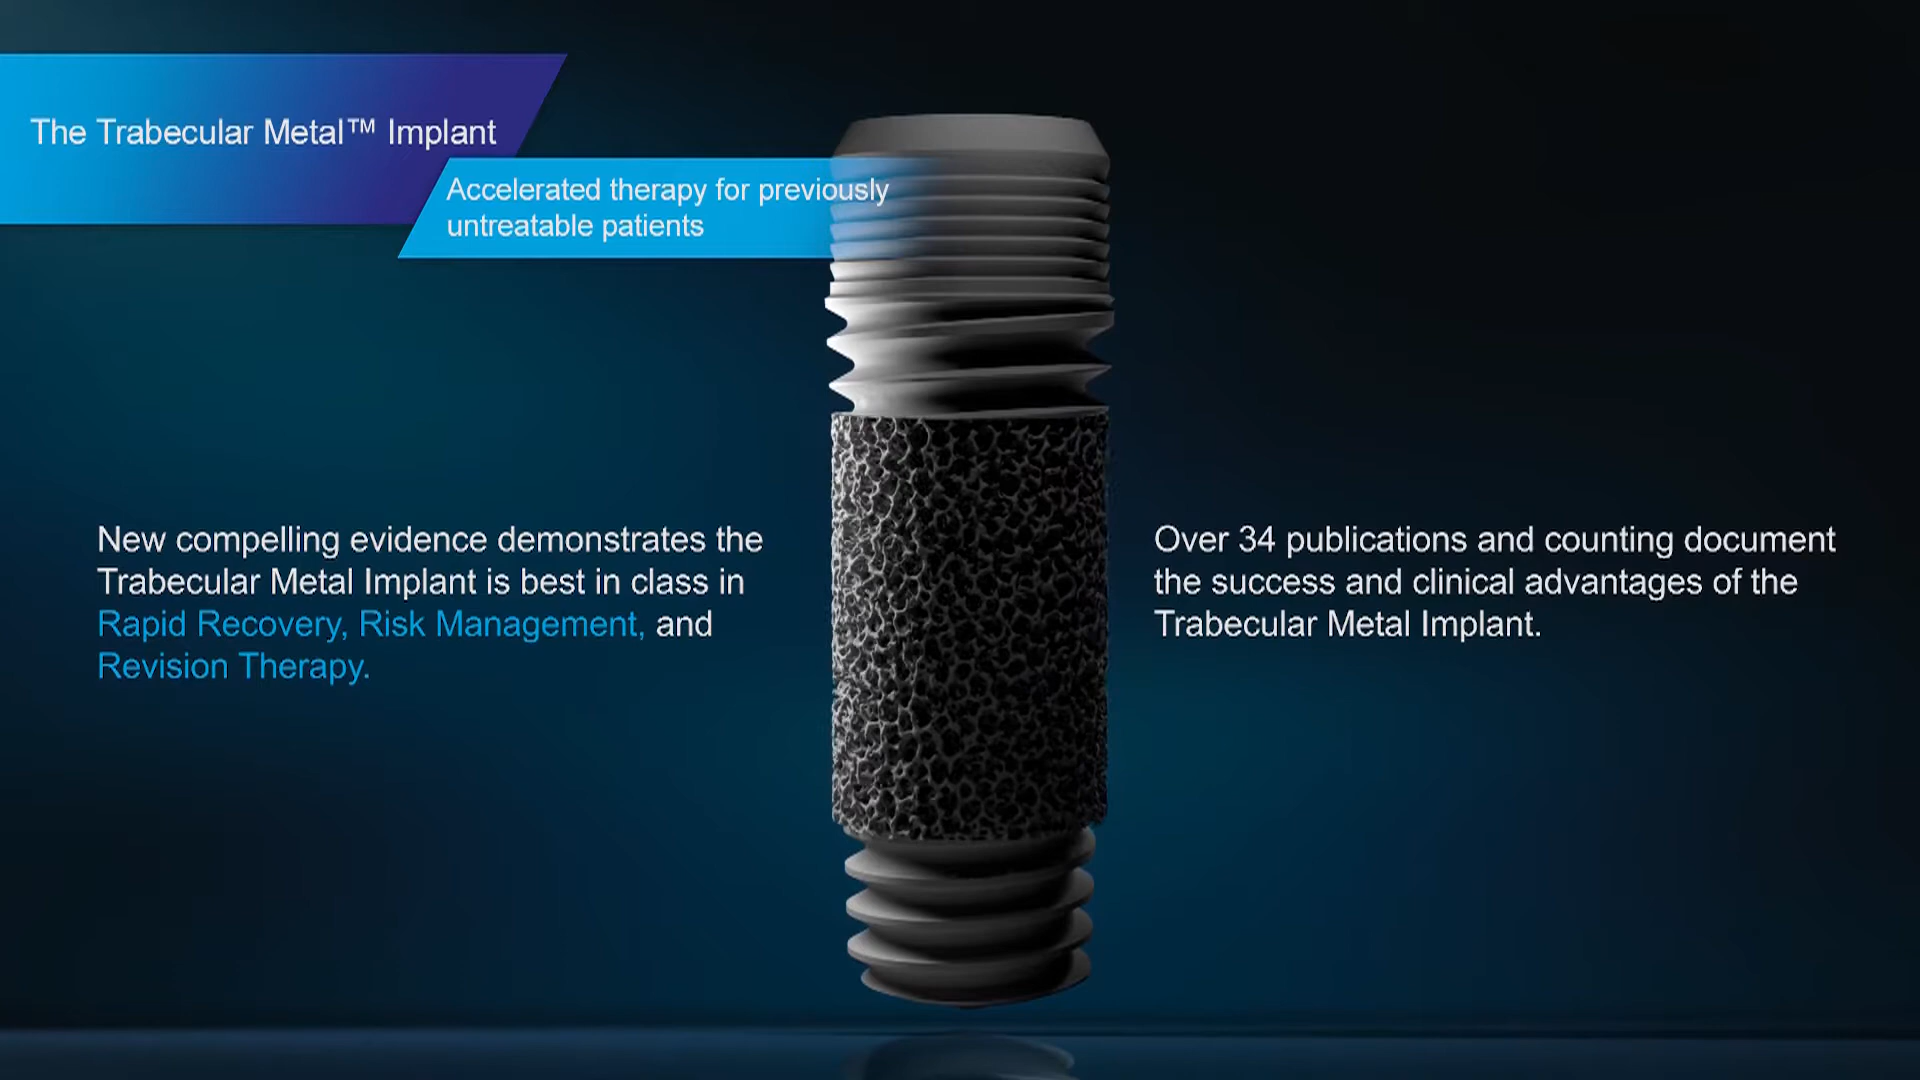 The Trabecular Metal™ Implant
Accelerated therapy for previously
untreatable patients
New compelling evidence demonstrates the
Trabecular Metal Implant is best in class in
Rapid Recovery, Risk Management, and
Revision Therapy.
Over 34 publications and counting document
the success and clinical advantages of the
Trabecular Metal Implant.